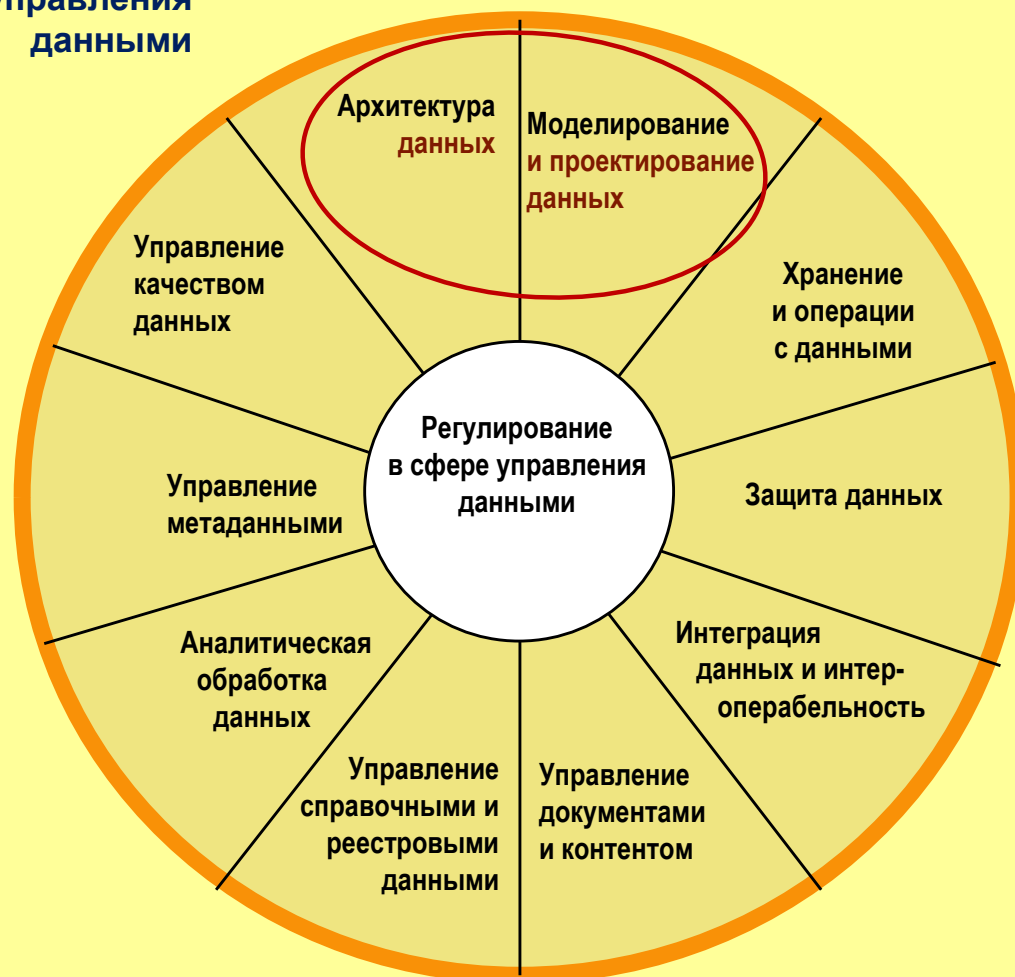 управления
данными
Архитектура
данных
Моделирование
и проектирование
данных
Хранение
и операции
с данными
Защита данных
Интеграция
данных и интер-
операбельность
Управление
документами
и контентом
Управление
справочными и
реестровыми
данными
Аналитическая
обработка
данных
Управление
метаданными
Управление
качеством
данных
Регулирование
в сфере управления
данными